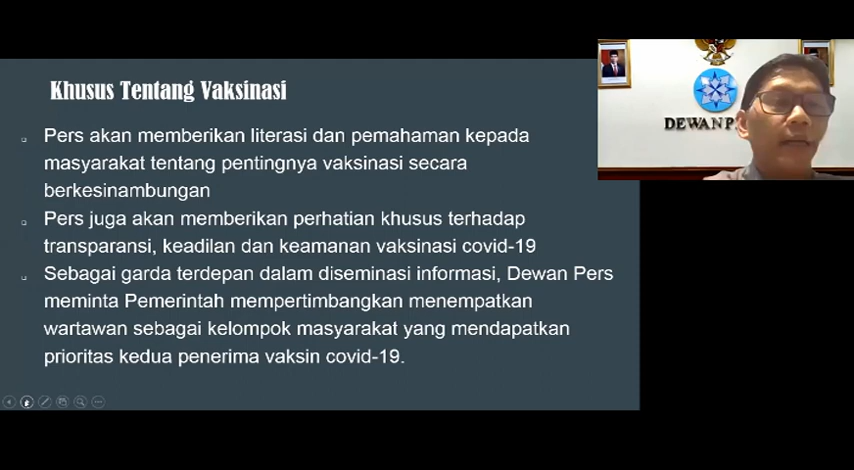 Khusus Tentang Vaksinasi
Pers akan memberikan literasi dan pemahaman kepada
masyarakat tentang pentingnya vaksinasi secara
berkesinambungan
Pers juga akan memberikan perhatian khusus terhadap
transparansi, keadilan dan keamanan vaksinasi covid-19
Sebagai garda terdepan dalam diseminasi informasi, Dewan Pers
meminta Pemerintah mempertimbangkan menempatkan
wartawan sebagai kelompok masyarakat yang mendapatkan
prioritas kedua penerima vaksin covid-19.
DEWAN P